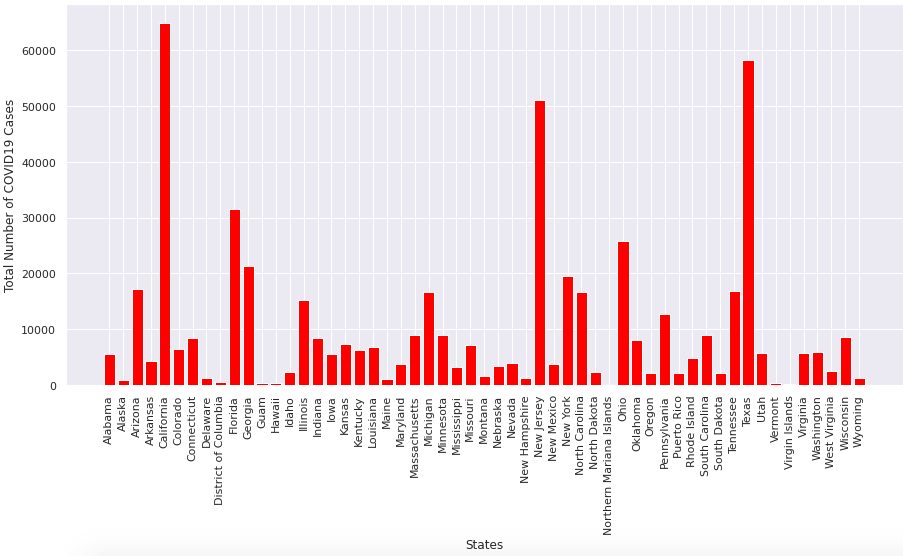 Total Number of COVID19 Cases
60000
50000
40000
30000
20000
10000
0
Alabama
Alaska
Arizona
Arkansas
California
Colorado
Connecticut
Delaware
District of Columbia
Florida
Georgia
Guam
Hawaii
Idaho
Illinois
Indiana
Iowa
Kansas
Kentucky
Louisiana
Maine
Maryland
Massachusetts
Michigan
Minnesota
Mississippi
Missouri
Montana
Nebraska
Nevada
New Hampshire
New Jersey
New Mexico
New York
North Carolina
North Dakota
Northern Mariana Islands
Ohio
Oklahoma
Oregon
Pennsylvania
Puerto Rico
Rhode Island
South Carolina
South Dakota
Tennessee
Texas
Utah
Vermont
Virgin Islands
Virginia
Washington
West Virginia
Wisconsin
Wyoming
States